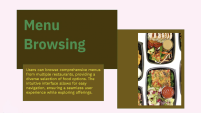 Menu
Browsing
Users can browse comprehensive menus
from multiple restaurants, providing a
diverse selection of food options. The
intuitive interface allows for easy
navigation, ensuring a seamless user
experience while exploring offerings.